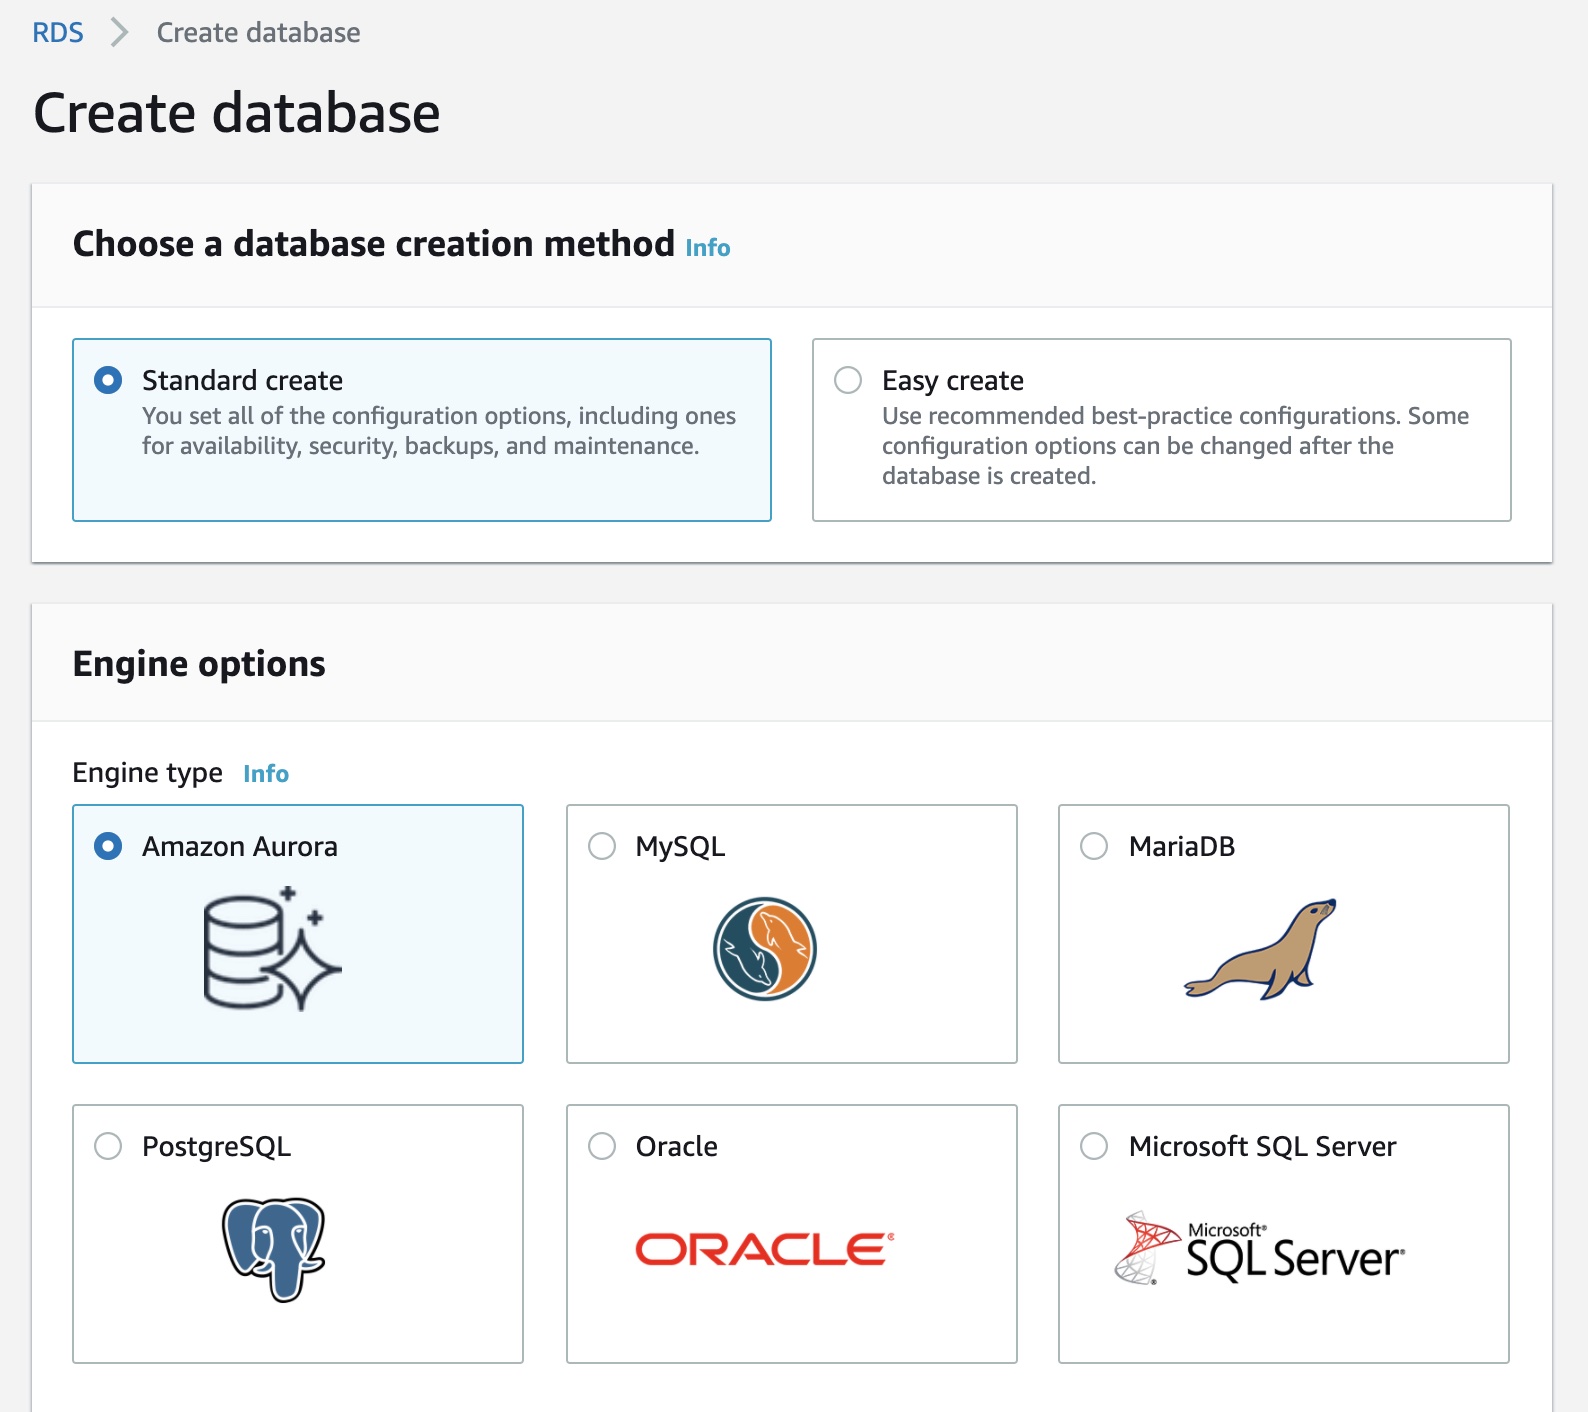 RDS > Create database
Create database
Choose a database creation method Info
Standard create
You set all of the configuration options, including ones
for availability, security, backups, and maintenance.
Easy create
Use recommended best-practice configurations. Some
configuration options can be changed after the
database is created.
Engine options
Engine type Info
Amazon Aurora
MySQL
MariaDB
PostgreSQL
Oracle
ORACLE®
Microsoft SQL Server
Microsoft®
SQL Server®